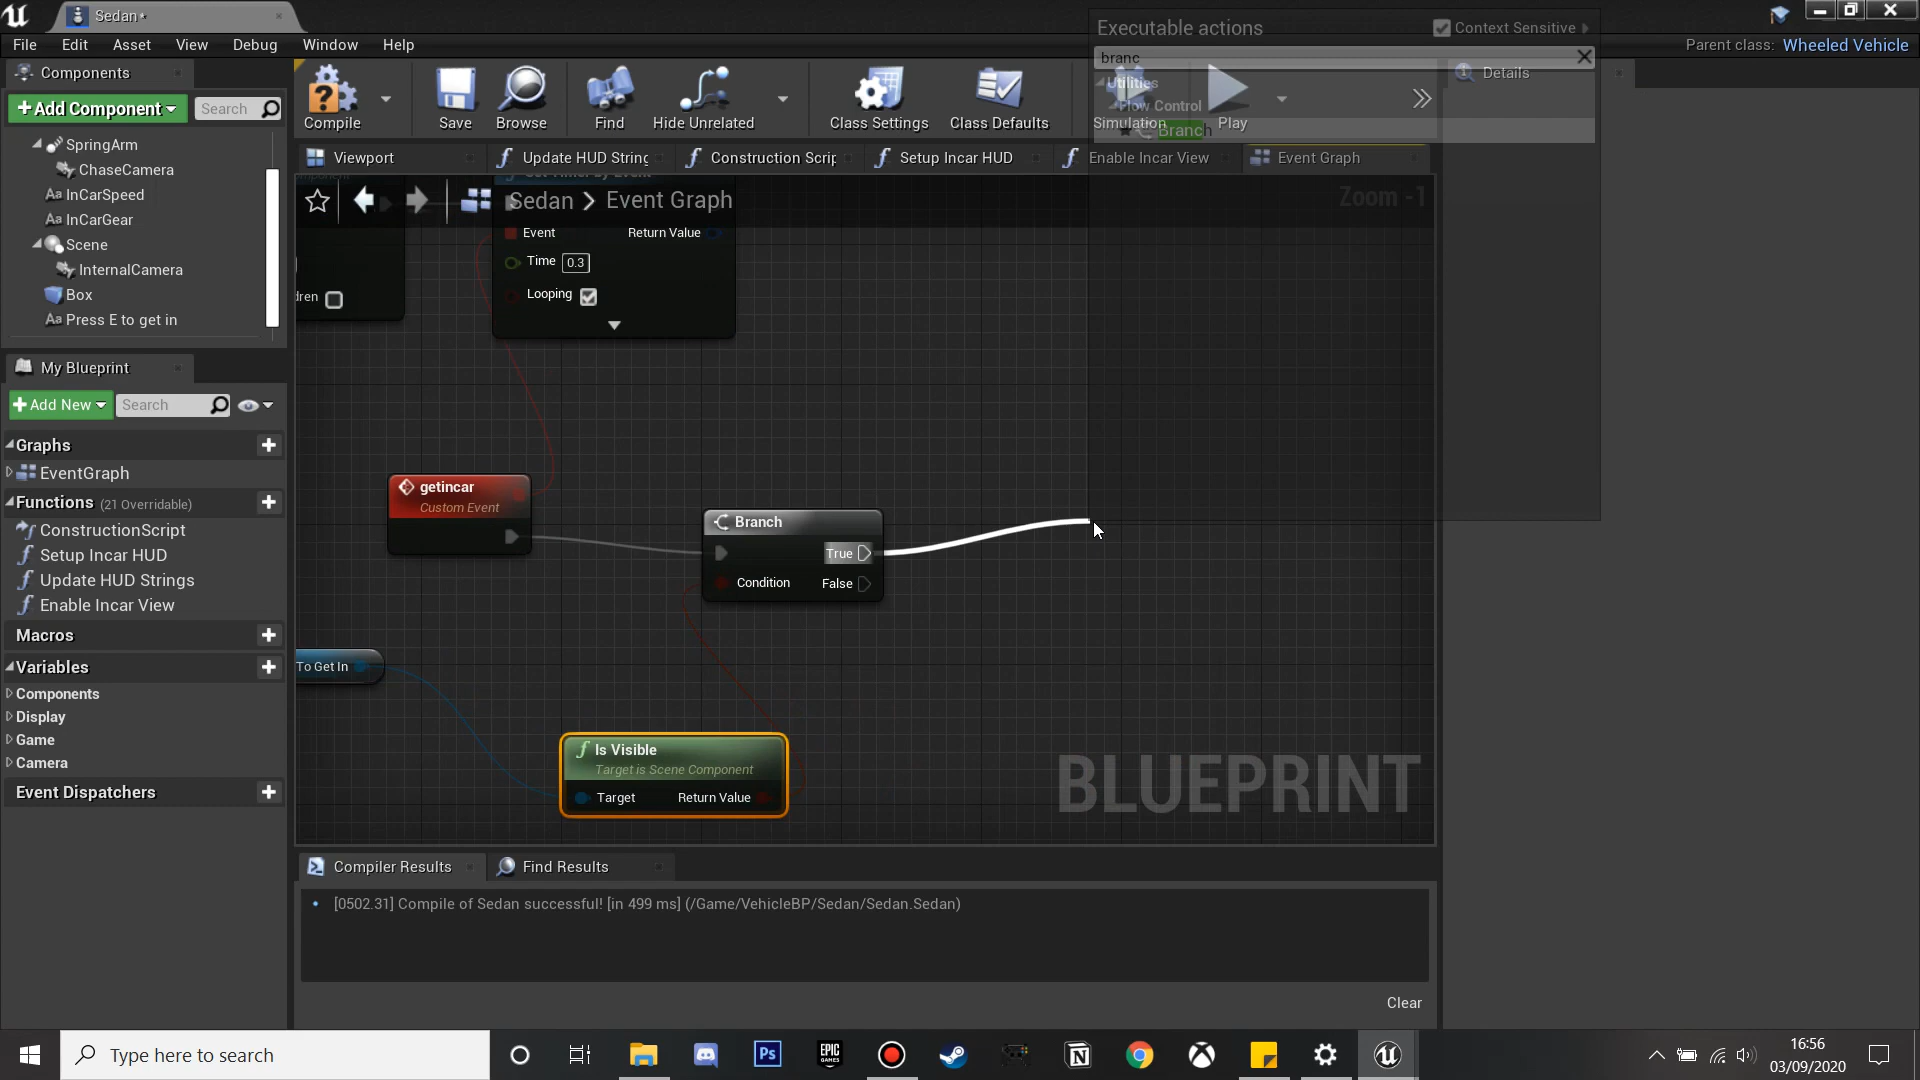 Sedan*
File Edit Asset View Debug Window Help
Parent class: Wheeled Vehicle
Executable actions
Context Sensitive
branc
Utilities
Flow Control
Branch
Components
Add Component
Search
SpringArm
ChaseCamera
InCarSpeed
InCarGear
Scene
InternalCamera
Box
Press E to get in
Compile
Save
Browse
Find
Hide Unrelated
Class Settings
Class Defaults
Simulation
Play
Details
Viewport
Update HUD String
Construction Scrip
Setup Incar HUD
Enable Incar View
Event Graph
Sedan > Event Graph
Zoom -1
Event Return Value
Time 0.3
Looping
dren
getincar
Custom Event
Branch
True
Condition False
To Get In
Is Visible
Target is Scene Component
Target Return Value
BLUEPRINT
My Blueprint
Add New
Search
Graphs
EventGraph
Functions (21 Overridable)
ConstructionScript
Setup Incar HUD
Update HUD Strings
Enable Incar View
Macros
Variables
Components
Display
Game
Camera
Event Dispatchers
Compiler Results
Find Results
[0502.31] Compile of Sedan successful! [in 499 ms] (/Game/VehicleBP/Sedan/Sedan.Sedan)
Clear
Type here to search
Ps
EPIC
GAMES
16:56
03/09/2020